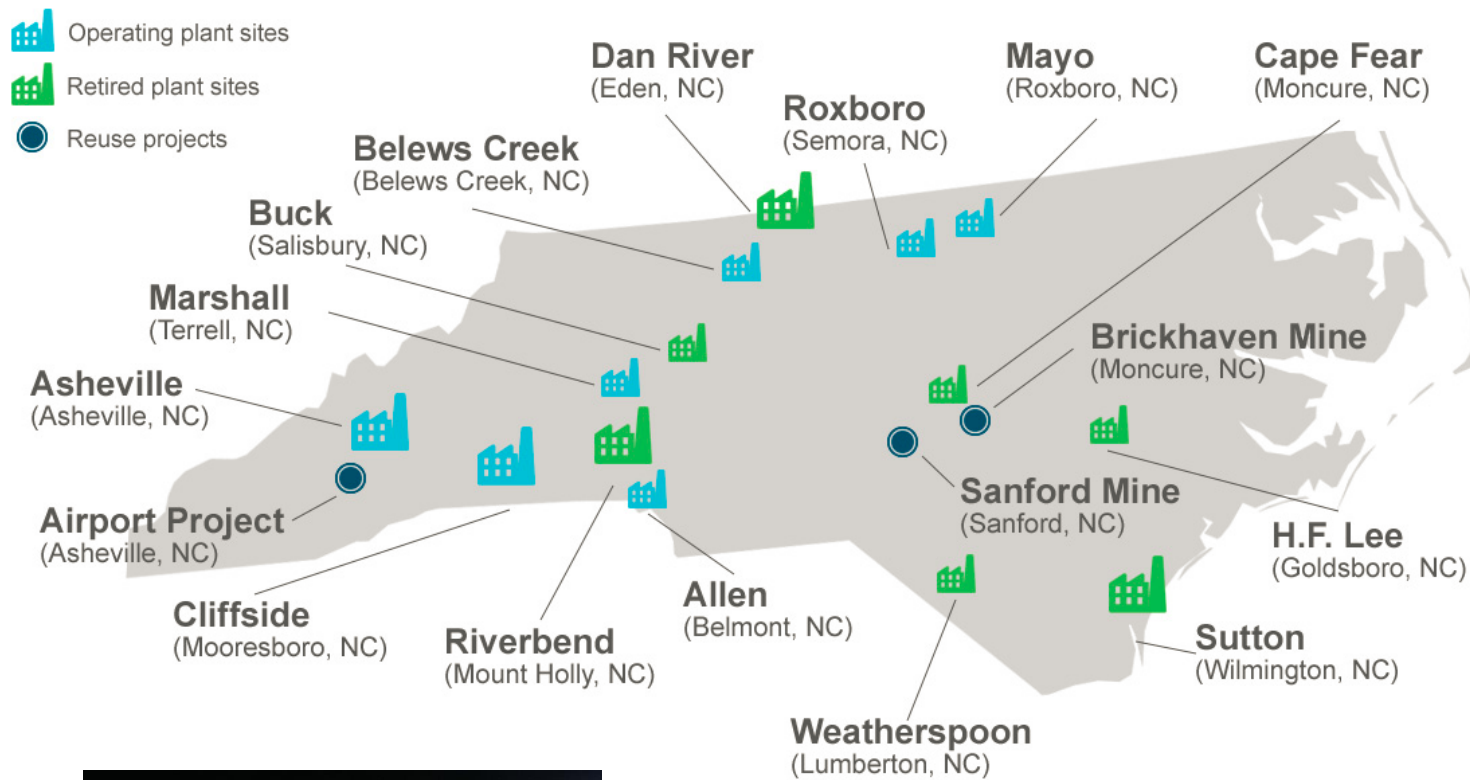 Operating plant sites
Retired plant sites
Reuse projects
Dan River
(Eden, NC)
Mayo
(Roxboro, NC)
Cape Fear
(Moncure, NC)
Roxboro
(Semora, NC)
Belews Creek
(Belews Creek, NC)
Buck
(Salisbury, NC)
Marshall
(Terrell, NC)
Brickhaven Mine
(Moncure, NC)
Asheville
(Asheville, NC)
Sanford Mine
(Sanford, NC)
Airport Project
(Asheville, NC)
H.F. Lee
(Goldsboro, NC)
Cliffside
(Mooresboro, NC)
Riverbend
(Mount Holly, NC)
Allen
(Belmont, NC)
Sutton
(Wilmington, NC)
Weatherspoon
(Lumberton, NC)